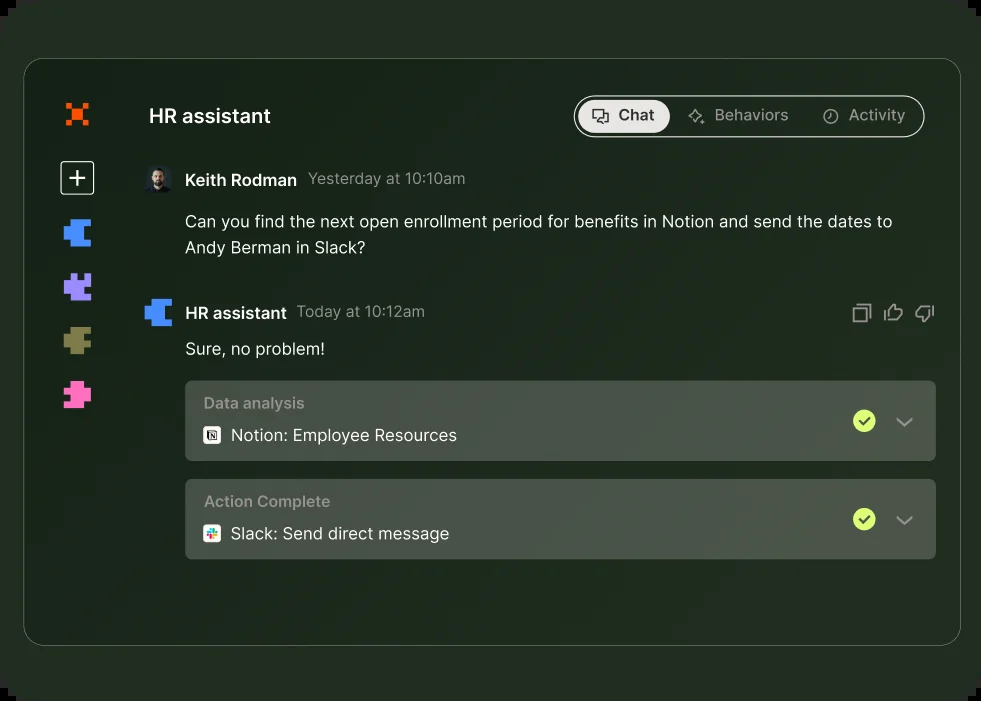 HR assistant
Chat
Behaviors
Activity
Keith Rodman Yesterday at 10:10am
Can you find the next open enrollment period for benefits in Notion and send the dates to
Andy Berman in Slack?
HR assistant Today at 10:12am
Sure, no problem!
Data analysis
Notion: Employee Resources
Action Complete
Slack: Send direct message